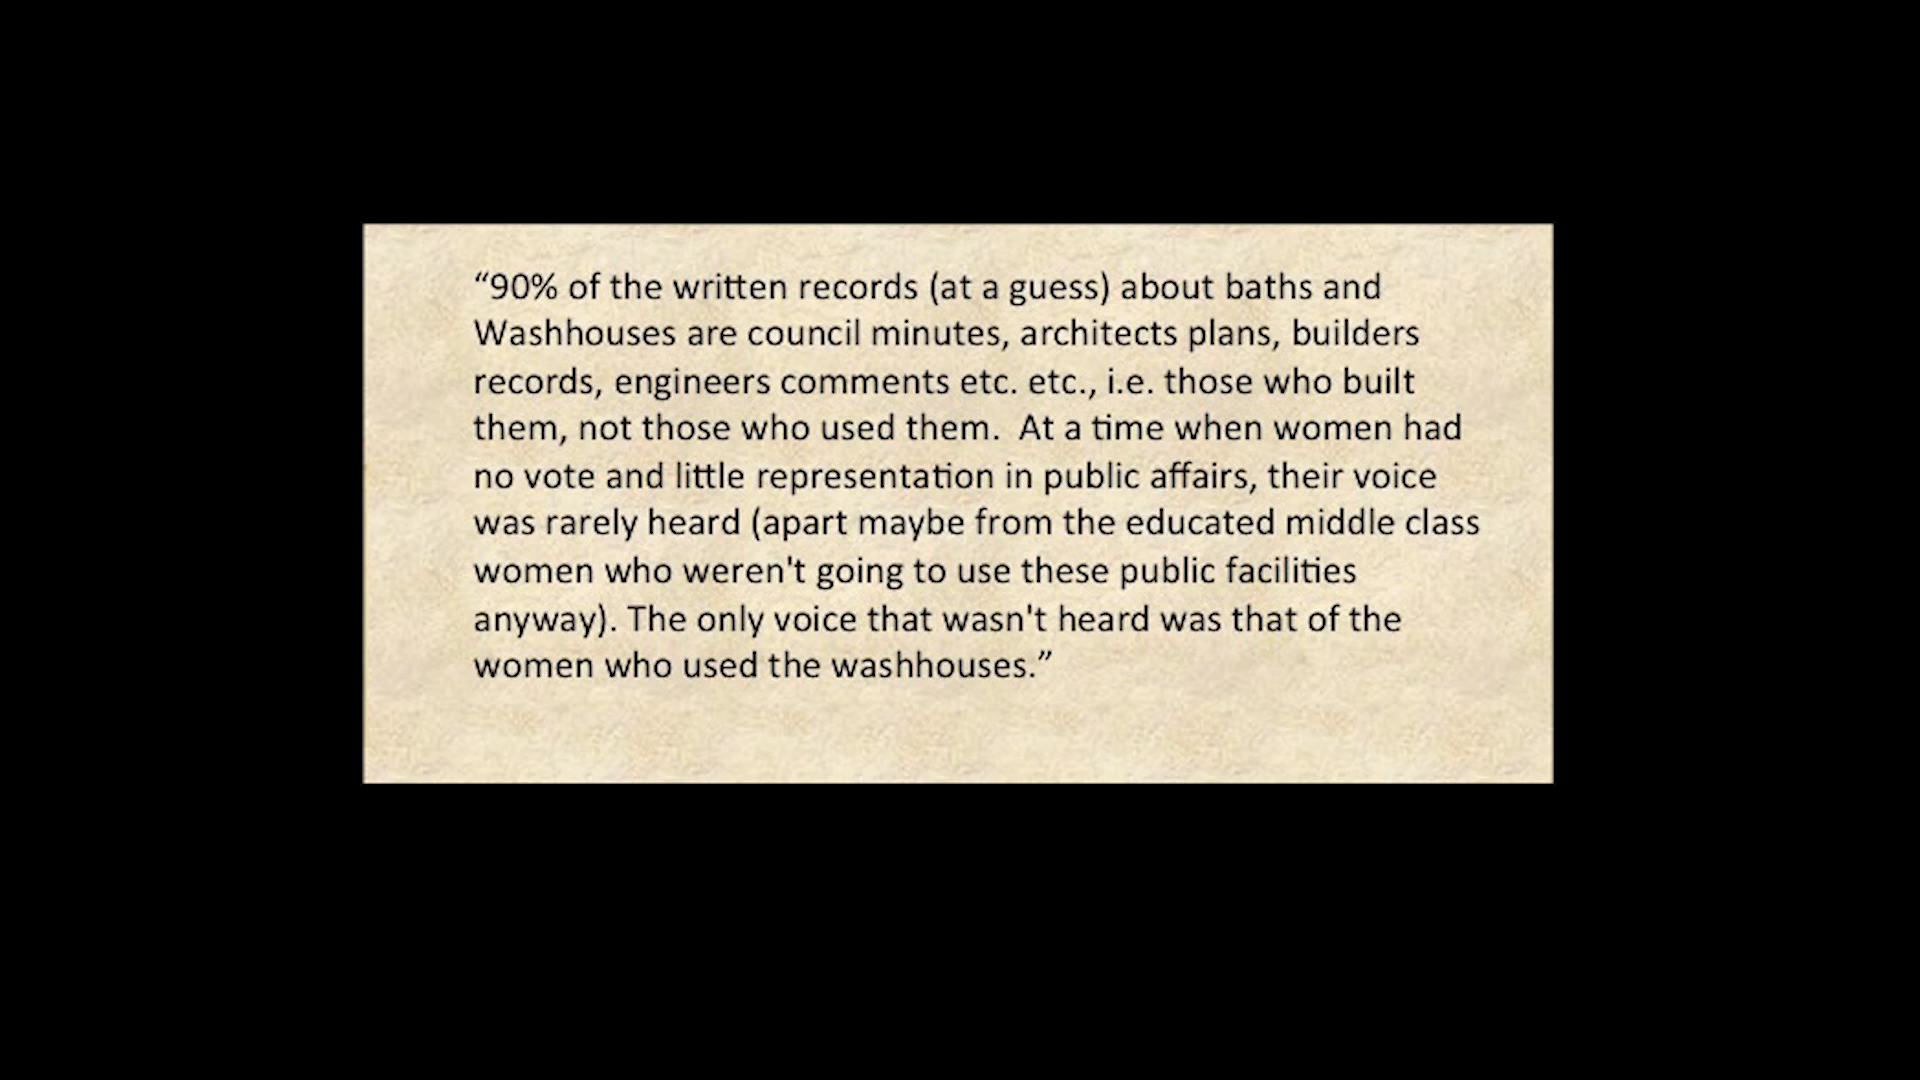 “90% of the written records (at a guess) about baths and
Washhouses are council minutes, architects plans, builders
records, engineers comments etc. etc., i.e. those who built
them, not those who used them.  At a time when women had
no vote and little representation in public affairs, their voice
was rarely heard (apart maybe from the educated middle class
women who weren't going to use these public facilities
anyway). The only voice that wasn't heard was that of the
women who used the washhouses.”